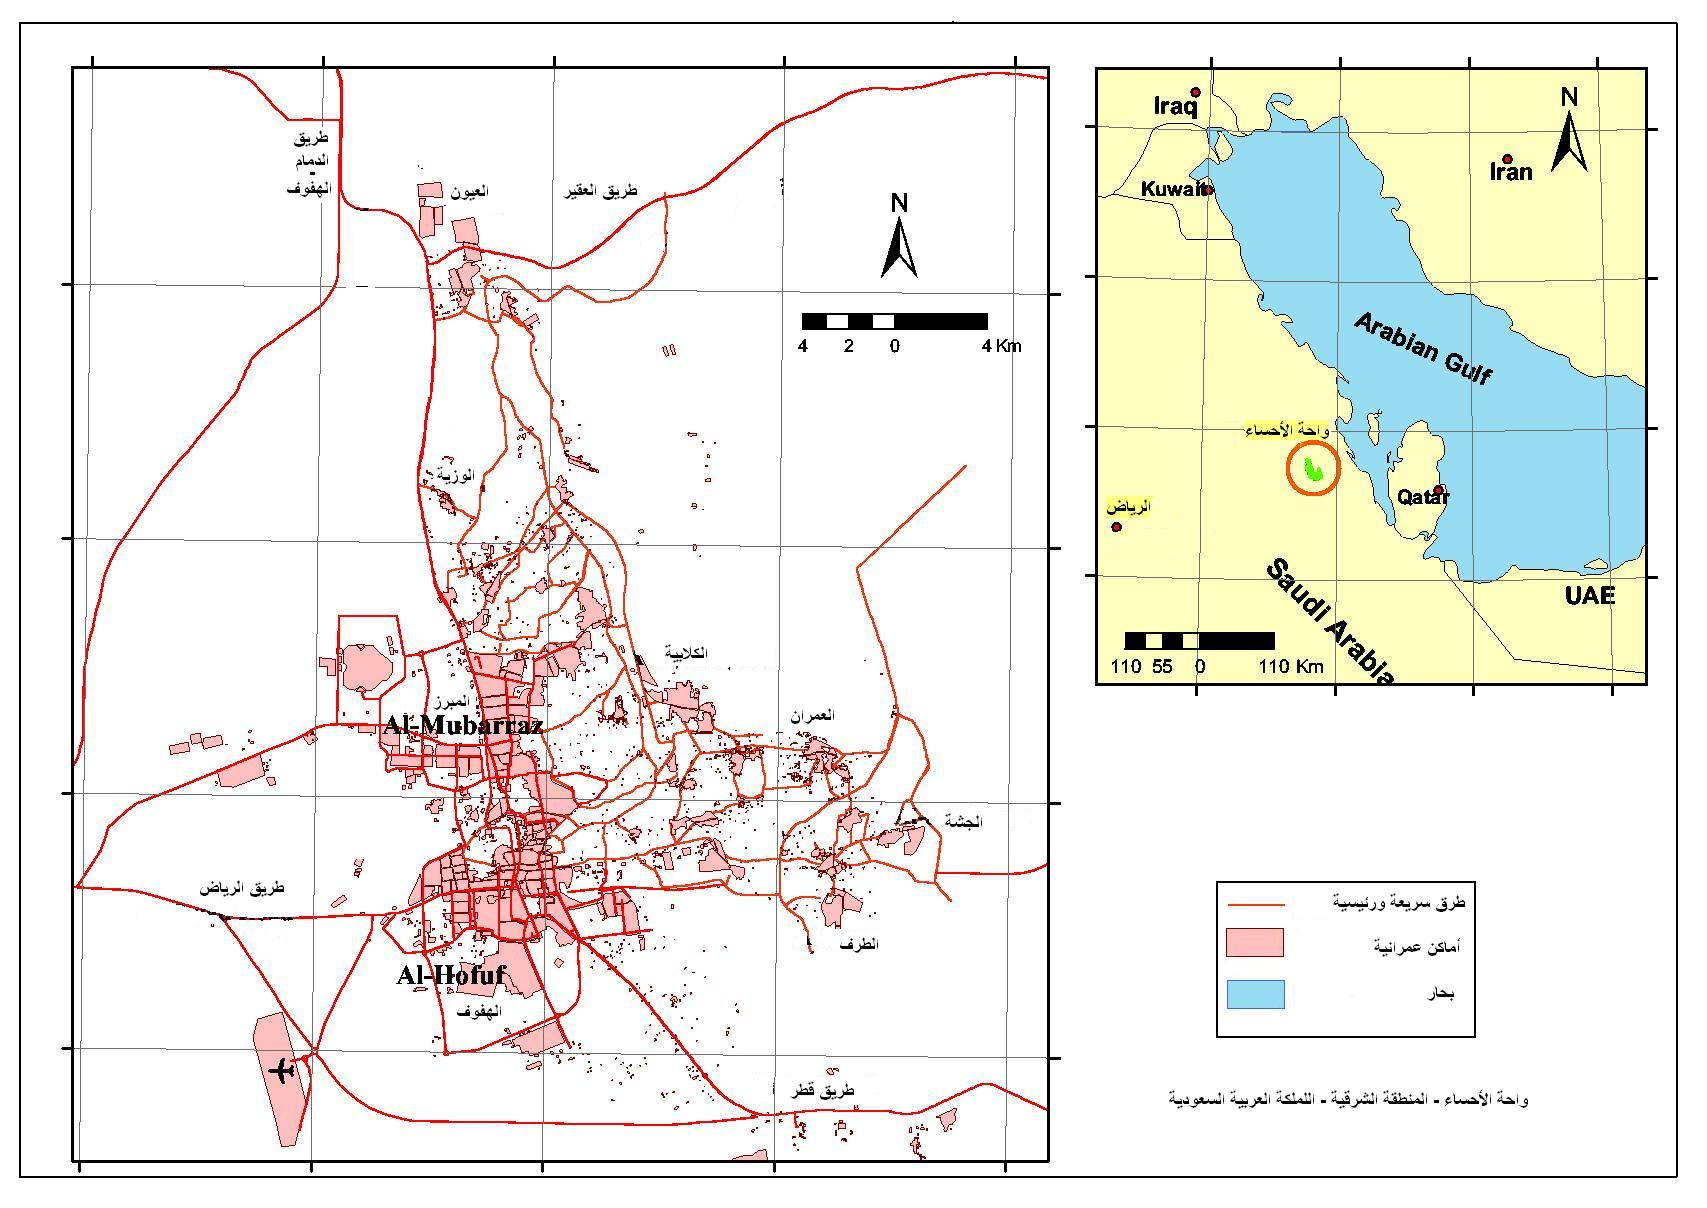 طريق
الدمام
-
الهفوف
العيون
طريق العقير
N
4 2 0 4 Km
الوزية
الكلابية
المبرز
Al-Mubarraz
العمران
الجشة
طريق الرياض
الطرف
Al-Hofuf
الهفوف
طريق قطر
Iraq
N
Iran
Kuwait
Arabian Gulf
واحة الأحساء
Qatar
الرياض
Saudi Arabia
UAE
110 55 0 110 Km
طرق سريعة ورئيسية
أماكن عمرانية
بحار
واحة الأحساء - المنطقة الشرقية - اللملكة العربية السعودية